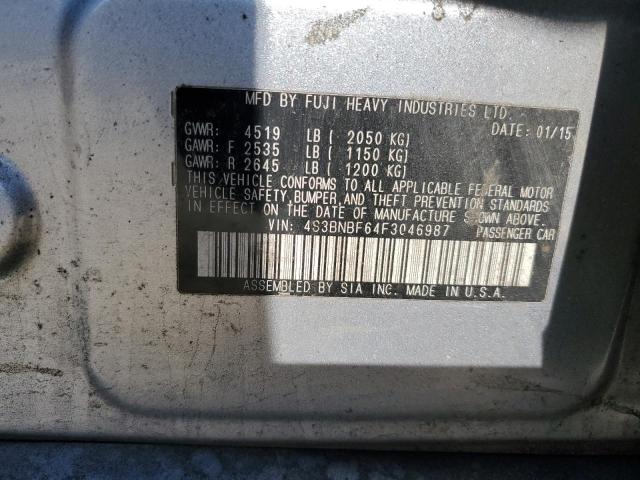 MFD BY FUJI HEAVY INDUSTRIES LTD.
GVWR: 4519 LB ( 2050 KG) DATE: 01/15
GAWR: F 2535 LB ( 1150 KG)
GAWR: R 2645 LB ( 1200 KG)
THIS VEHICLE CONFORMS TO ALL APPLICABLE FEDERAL MOTOR
VEHICLE SAFETY, BUMPER, AND THEFT PREVENTION STANDARDS
IN EFFECT ON THE DATE OF MANUFACTURE SHOWN ABOVE.
VIN: 4S3BNBF64F3046987 PASSENGER CAR
ASSEMBLED BY SIA INC. MADE IN U.S.A.